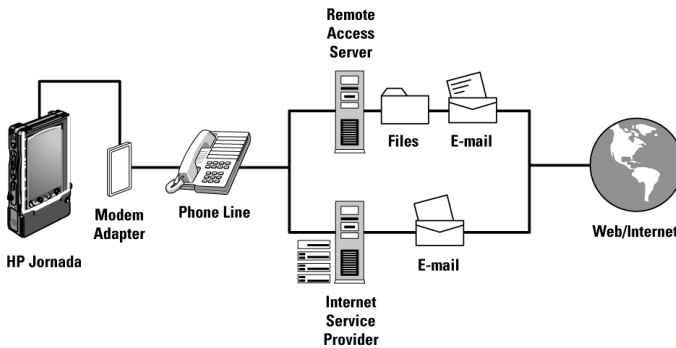 Remote
Access
Server
Files
E-mail
HP Jornada
Modem
Adapter
Phone Line
Web/Internet
E-mail
Internet
Service
Provider